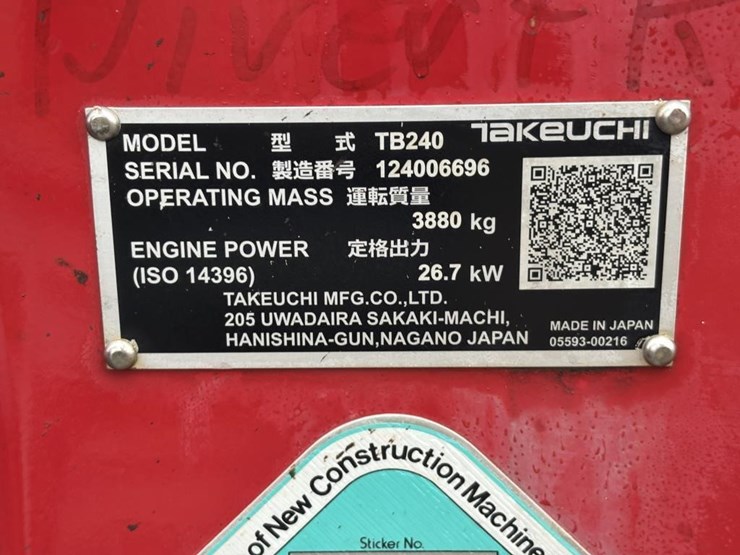 TAKEUCHI
MODEL 型 式 TB240
SERIAL NO. 製造番号 124006696
OPERATING MASS 運転質量
3880 kg
ENGINE POWER 定格出力
(ISO 14396) 26.7 kW
TAKEUCHI MFG.CO.,LTD.
205 UWADAIRA SAKAKI-MACHI,
HANISHINA-GUN,NAGANO JAPAN
MADE IN JAPAN
05593-00216
of New Construction Machine
Sticker No.